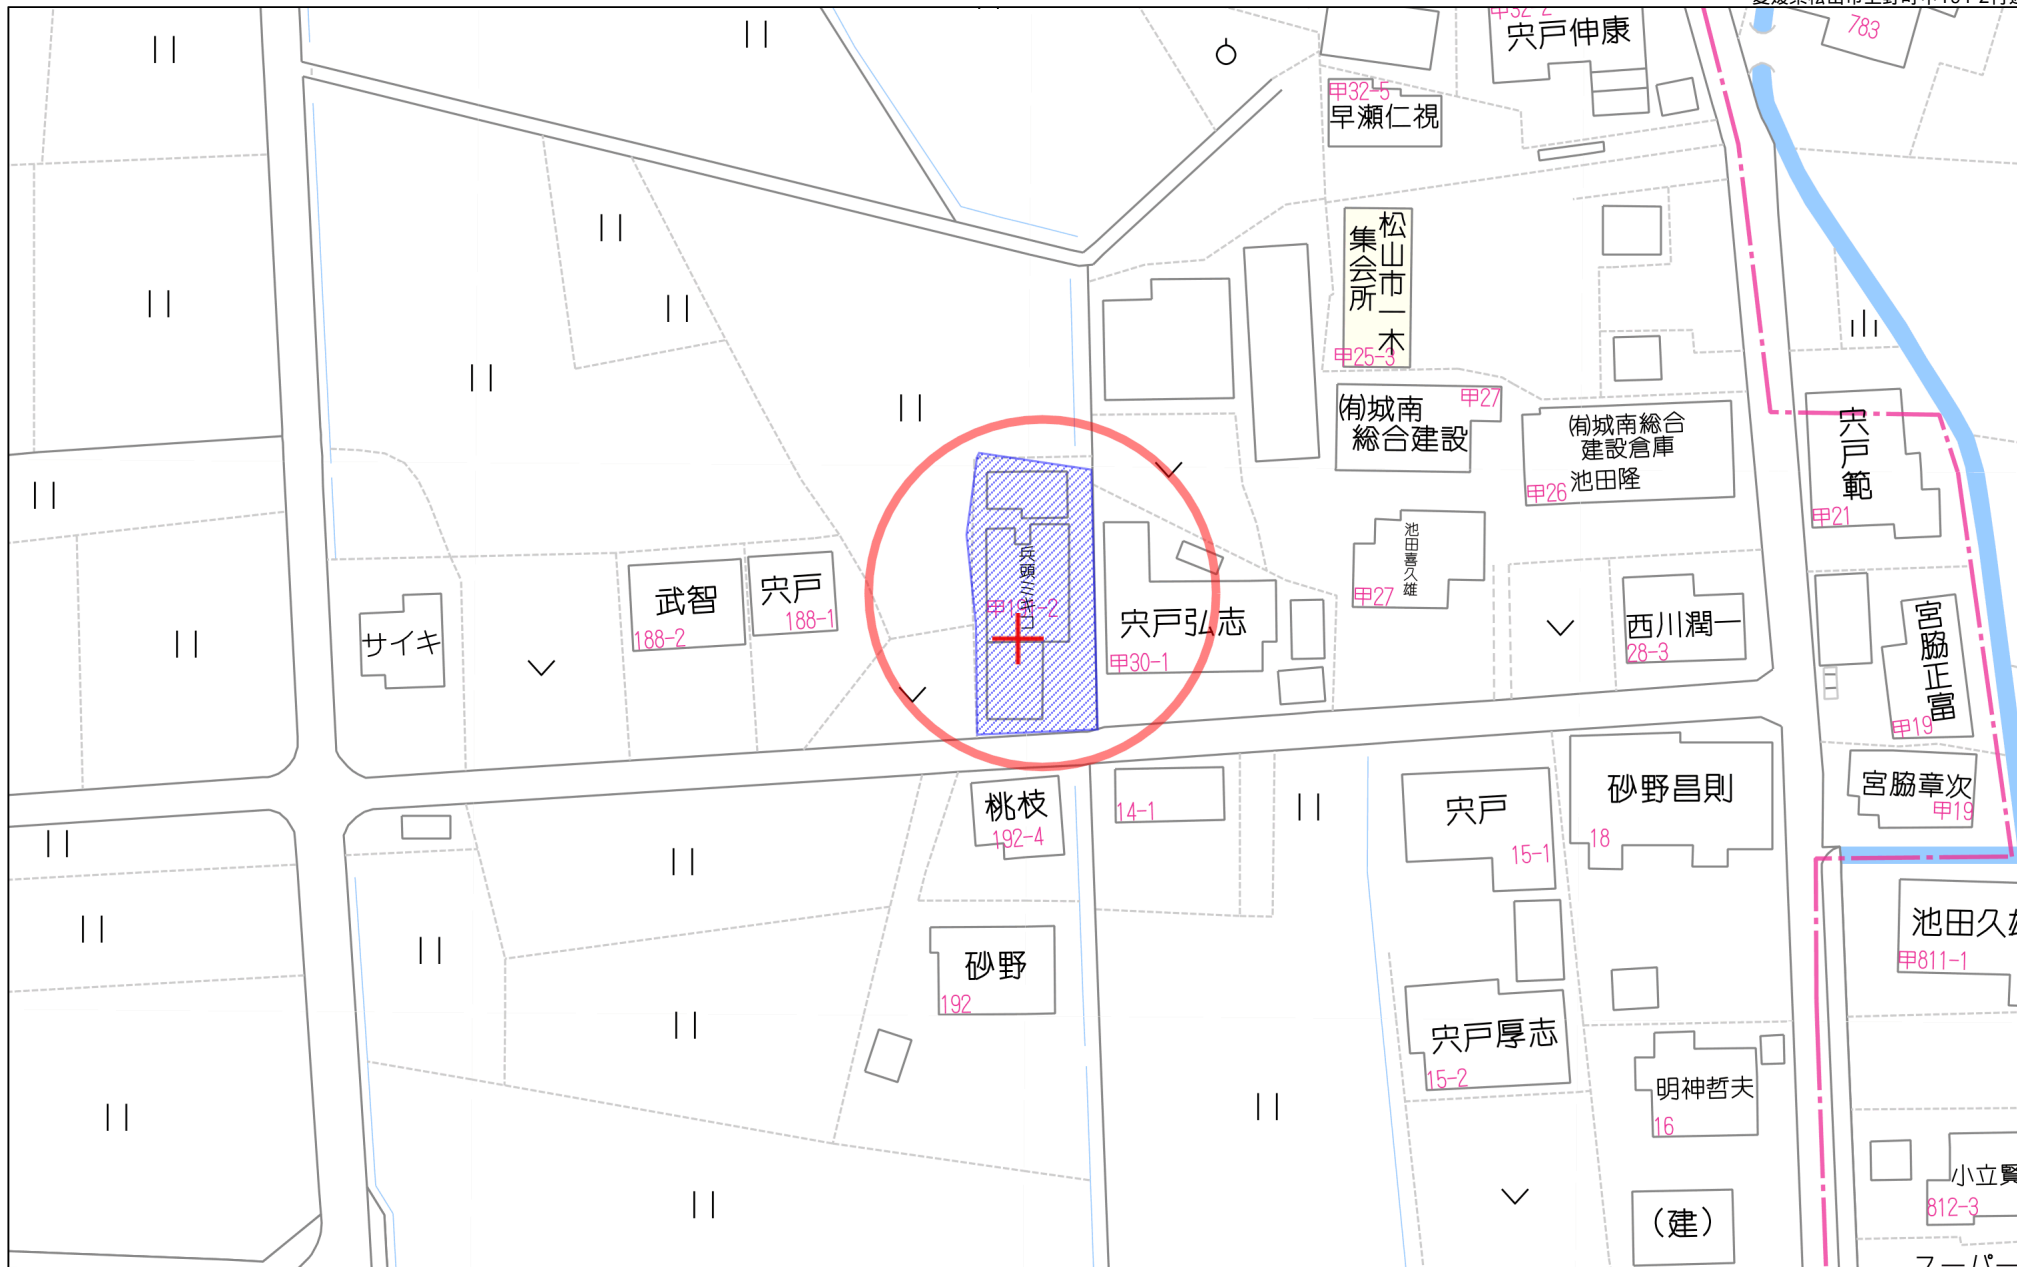 783
宍戸伸康
甲32-5
早瀬仁視
松山市一木
集会所
甲25-3
㈲城南
総合建設
甲27
㈲城南総合
建設倉庫
池田隆
甲26
宍戸範
甲21
池田喜久雄
甲27
武智
188-2
宍戸
188-1
サイキ
宍戸弘志
甲30-1
西川潤一
28-3
宮脇正富
甲19
宮脇章次
甲19
桃枝
192-4
14-1
宍戸
15-1
砂野昌則
18
池田久
甲811-1
砂野
192
宍戸厚志
15-2
明神哲夫
16
小立賢
812-3
(建)